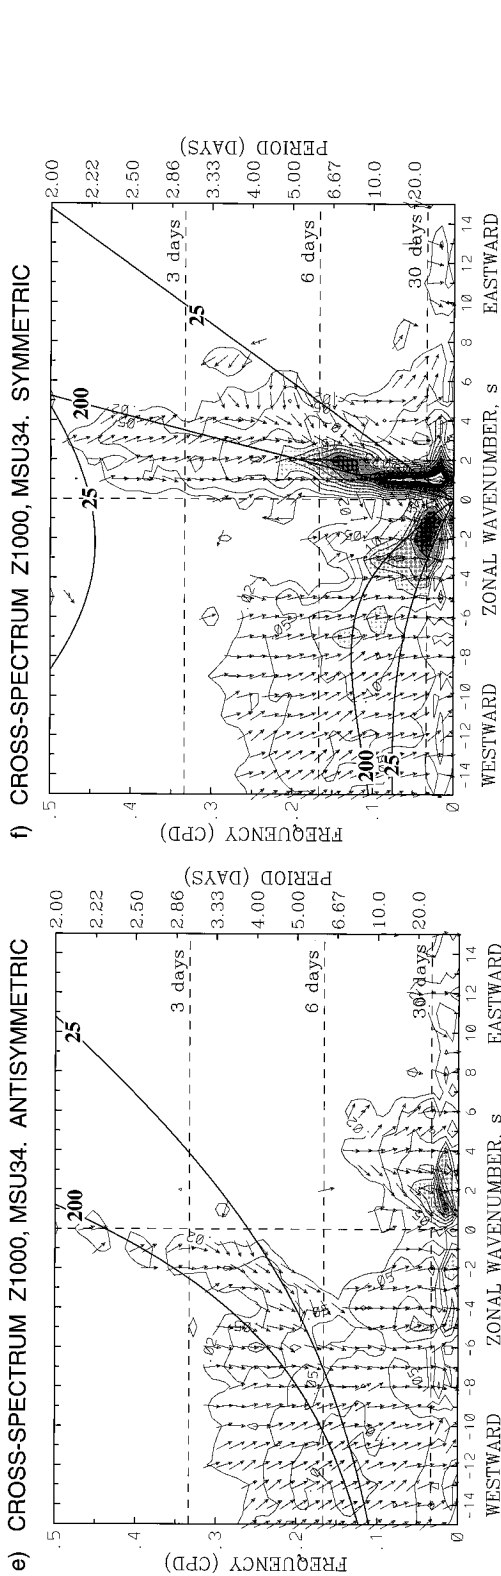 e) CROSS-SPECTRUM Z1000, MSU34. ANTISYMMETRIC
FREQUENCY (CPD)
.5
.4
.3
.2
.1
0
PERIOD (DAYS)
2.00
2.22
2.50
2.86
3.33
4.00
5.00
6.67
10.0
20.0
3 days
6 days
30 days
200
25
-14 -12 -10 -8 -6 -4 -2 0 2 4 6 8 10 12 14
WESTWARD ZONAL WAVENUMBER, s EASTWARD
f) CROSS-SPECTRUM Z1000, MSU34. SYMMETRIC
FREQUENCY (CPD)
.5
.4
.3
.2
.1
0
PERIOD (DAYS)
2.00
2.22
2.50
2.86
3.33
4.00
5.00
6.67
10.0
20.0
3 days
6 days
30 days
25
200
25
200
25
-14 -12 -10 -8 -6 -4 -2 0 2 4 6 8 10 12 14
WESTWARD ZONAL WAVENUMBER, s EASTWARD